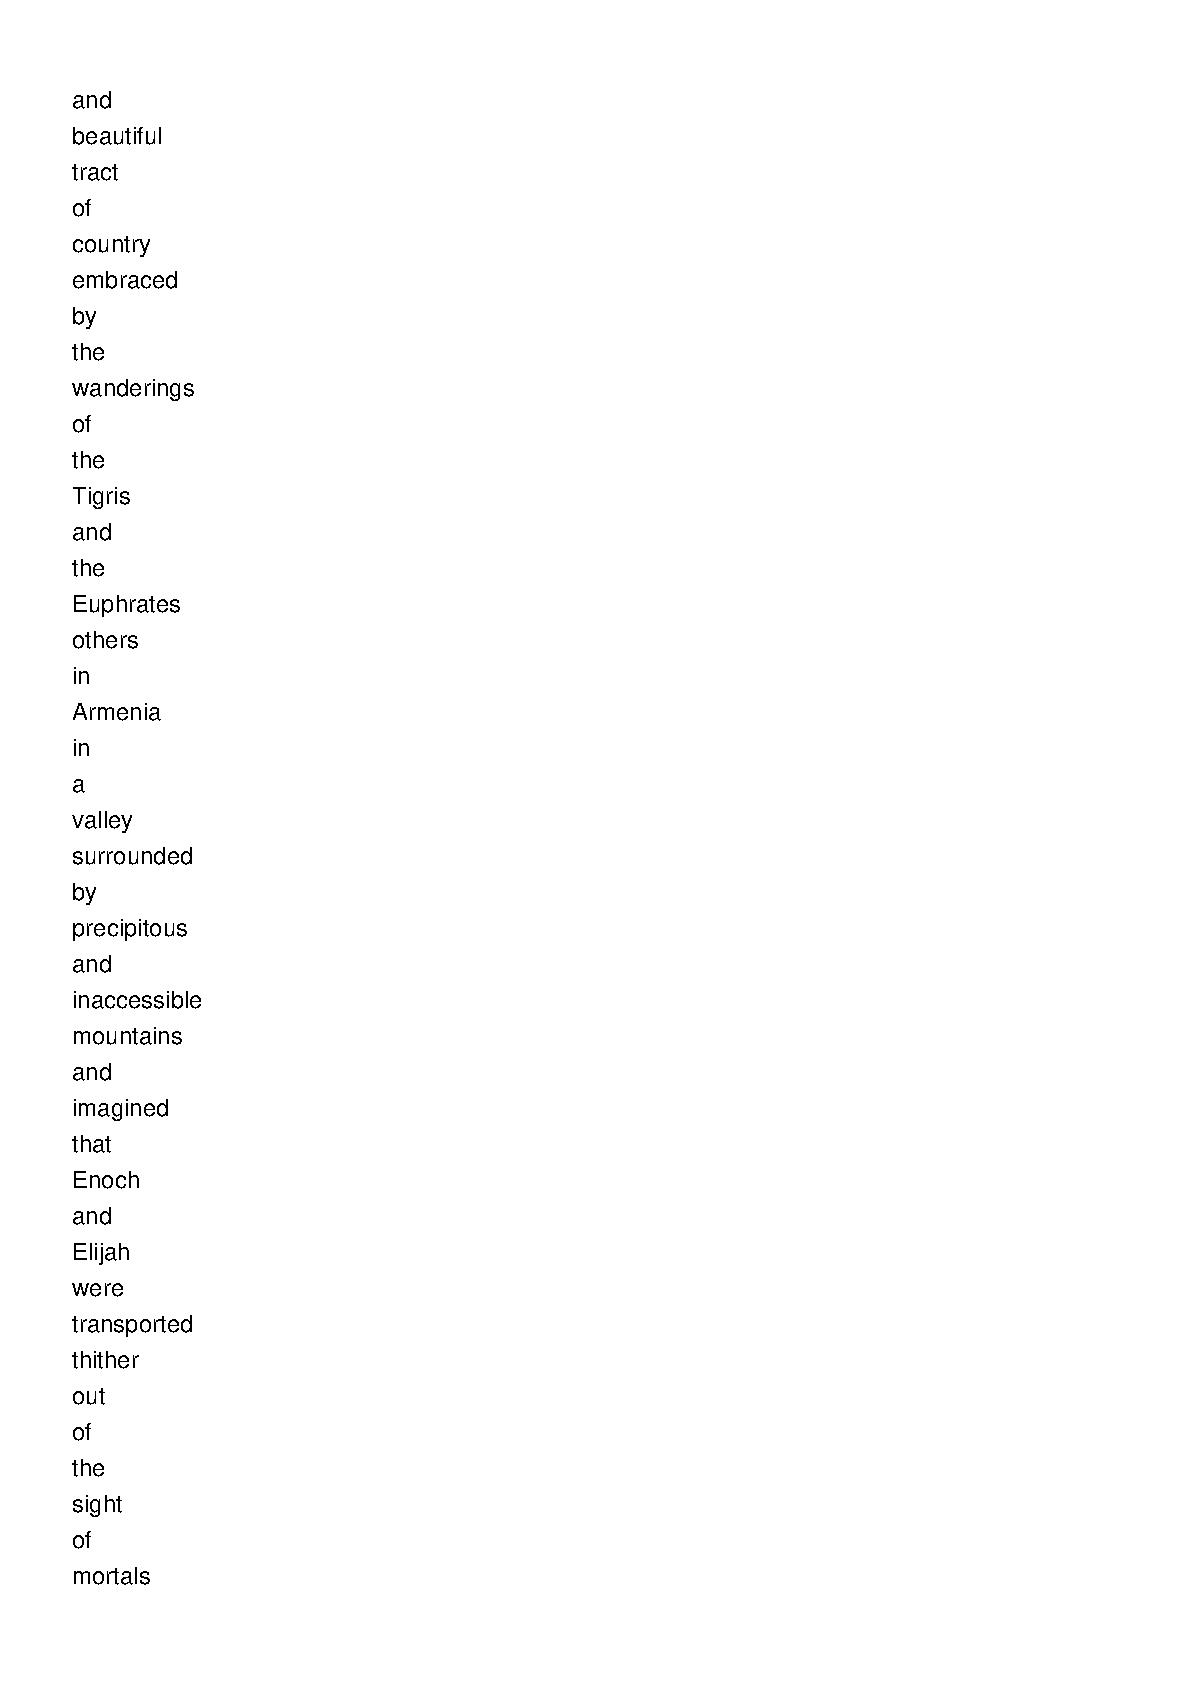 and
beautiful
tract
of
country
embraced
by
the
wanderings
of
the
Tigris
and
the
Euphrates
others
in
Armenia
in
a
valley
surrounded
by
precipitous
and
inaccessible
mountains
and
imagined
that
Enoch
and
Elijah
were
transported
thither
out
of
the
sight
of
mortals